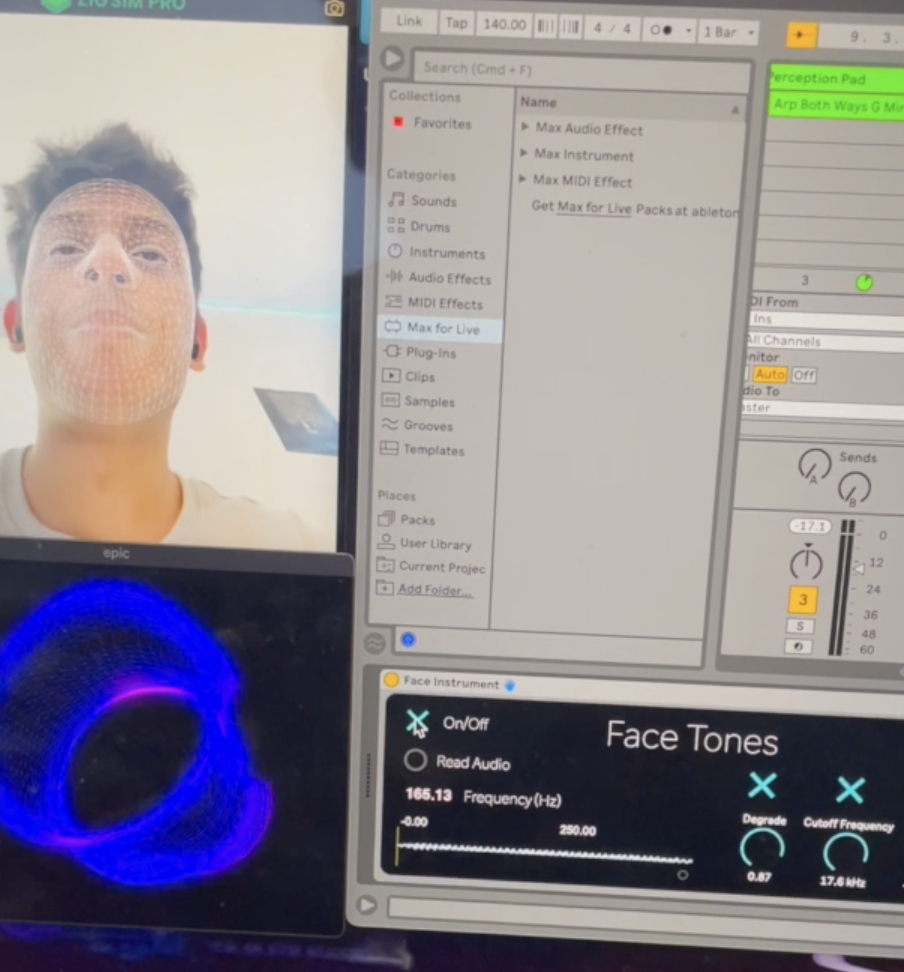 ZIG SIM PRO
Link Tap 140.00 4 / 4 1 Bar 9. 3.
Search (Cmd + F)
Collections
Favorites
Categories
Sounds
Drums
Instruments
Audio Effects
MIDI Effects
Max for Live
Plug-Ins
Clips
Samples
Grooves
Templates
Places
Packs
User Library
Current Projec
Add Folder...
Name
Max Audio Effect
Max Instrument
Max MIDI Effect
Get Max for Live Packs at ableton
Perception Pad
Arp Both Ways G Min
3
DI From
Ins
All Channels
nitor
Auto Off
dio To
aster
Sends
A
B
-17.1
0
12
24
36
48
60
3
S
epic
Face Instrument
On/Off
Face Tones
Read Audio
165.13 Frequency(Hz)
-0.00
250.00
Degrade
0.87
Cutoff Frequency
17.6 kHz